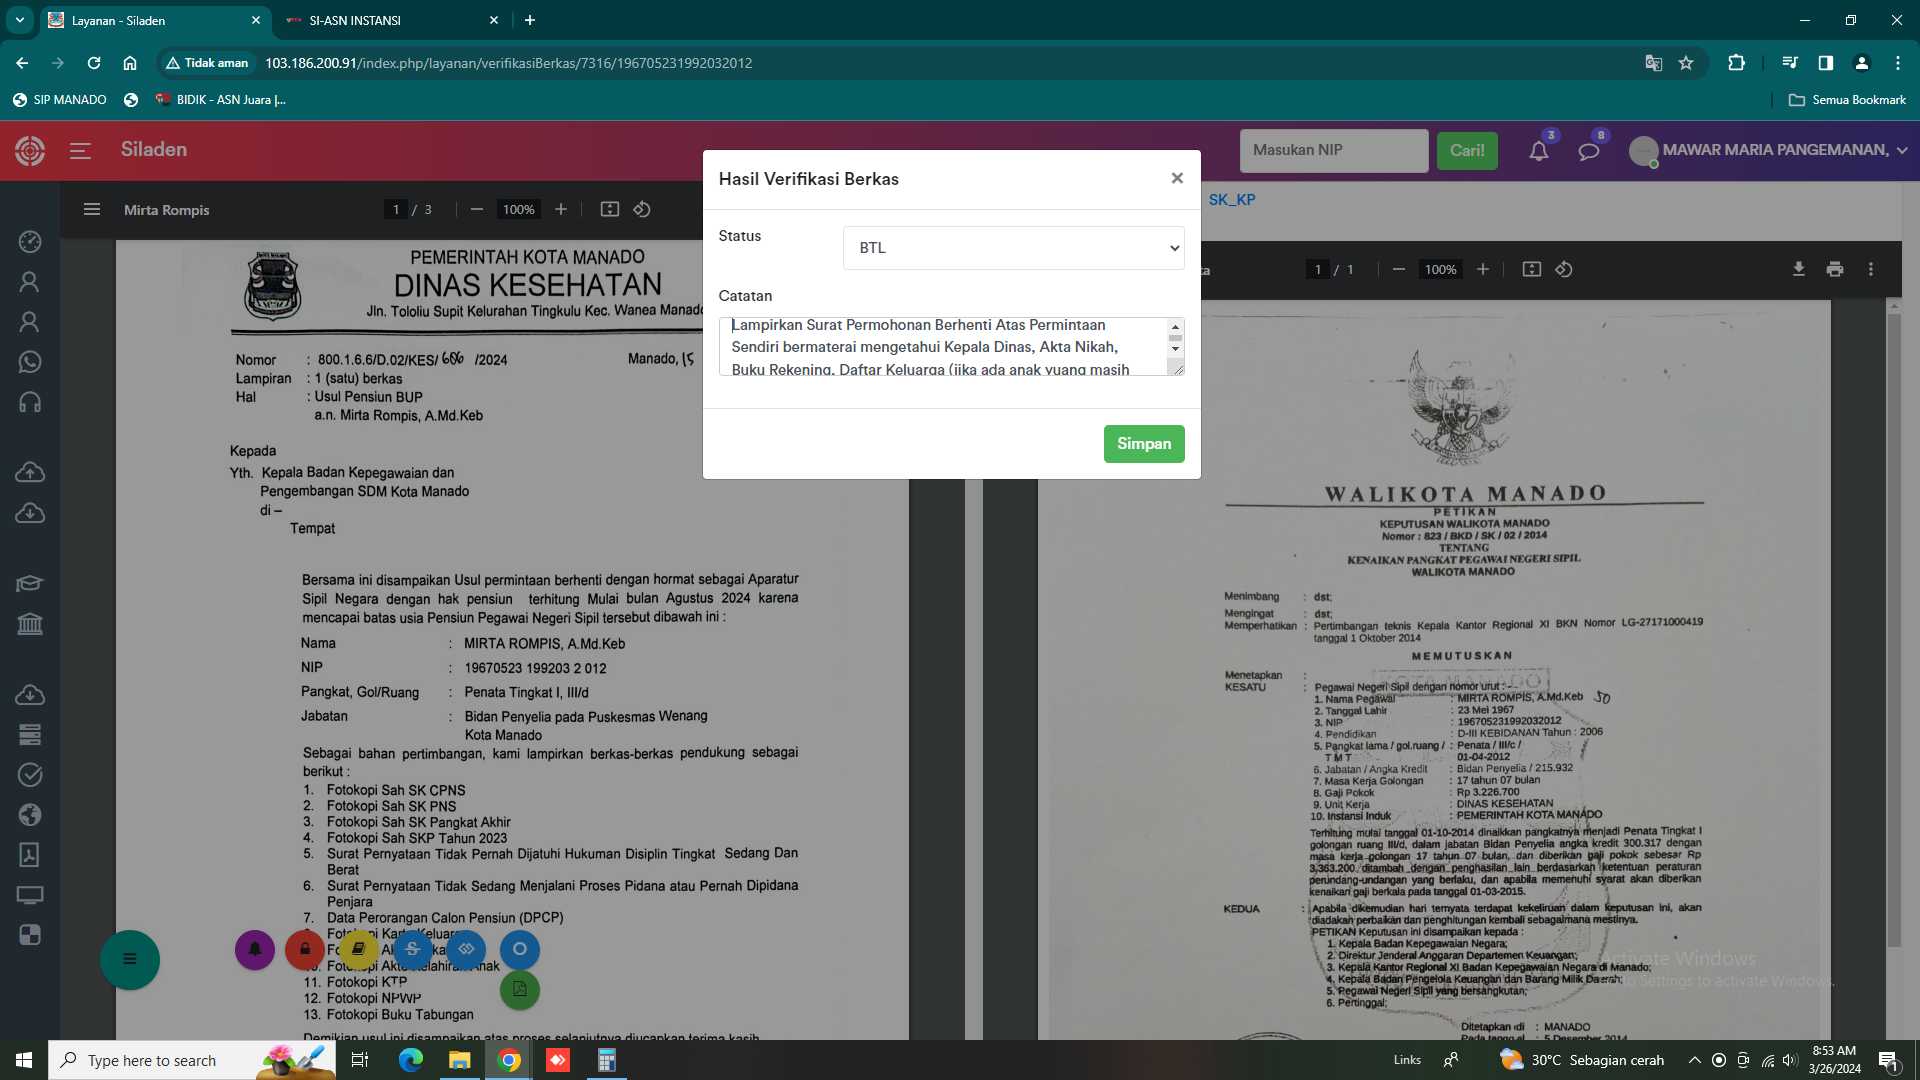 Layanan - Siladen
SI-ASN INSTANSI
Tidak aman
103.186.200.91/index.php/layanan/verifikasiBerkas/7316/196705231992032012
SIP MANADO
BIDIK - ASN Juara |...
Semua Bookmark
Siladen
Masukan NIP
Cari!
3
8
MAWAR MARIA PANGEMANAN,
Mirta Rompis
1 / 3
100%
PEMERINTAH KOTA MANADO
DINAS KESEHATAN
Jln. Tololiu Supit Kelurahan Tingkulu Kec. Wanea Manado
Nomor : 800.1.6.6/D.02/KES/ 686 /2024 Manado, 15
Lampiran : 1 (satu) berkas
Hal : Usul Pensiun BUP
a.n. Mirta Rompis, A.Md.Keb
Kepada
Yth. Kepala Badan Kepegawaian dan
Pengembangan SDM Kota Manado
di –
Tempat
Bersama ini disampaikan Usul permintaan berhenti dengan hormat sebagai Aparatur
Sipil Negara dengan hak pensiun terhitung Mulai bulan Agustus 2024 karena
mencapai batas usia Pensiun Pegawai Negeri Sipil tersebut dibawah ini :
Nama : MIRTA ROMPIS, A.Md.Keb
NIP : 19670523 199203 2 012
Pangkat, Gol/Ruang : Penata Tingkat I, III/d
Jabatan : Bidan Penyelia pada Puskesmas Wenang
Kota Manado
Sebagai bahan pertimbangan, kami lampirkan berkas-berkas pendukung sebagai
berikut :
1. Fotokopi Sah SK CPNS
2. Fotokopi Sah SK PNS
3. Fotokopi Sah SK Pangkat Akhir
4. Fotokopi Sah SKP Tahun 2023
5. Surat Pernyataan Tidak Pernah Dijatuhi Hukuman Disiplin Tingkat Sedang Dan
Berat
6. Surat Pernyataan Tidak Sedang Menjalani Proses Pidana atau Pernah Dipidana
Penjara
7. Data Perorangan Calon Pensiun (DPCP)
11. Fotokopi KTP
12. Fotokopi NPWP
13. Fotokopi Buku Tabungan
Demikian usul ini disampaikan atas proses selanjutnya diucapkan terima kasih
Hasil Verifikasi Berkas
×
Status
BTL
Catatan
Lampirkan Surat Permohonan Berhenti Atas Permintaan
Sendiri bermaterai mengetahui Kepala Dinas, Akta Nikah,
Buku Rekening, Daftar Keluarga (jika ada anak yuang masih
Simpan
SK_KP
ta
1 / 1
100%
WALIKOTA MANADO
PETIKAN
KEPUTUSAN WALIKOTA MANADO
Nomor : 823 / BKD / SK / 02 / 2014
TENTANG
KENAIKAN PANGKAT PEGAWAI NEGERI SIPIL
WALIKOTA MANADO
Menimbang : dst;
Mengingat : dst;
Memperhatikan : Pertimbangan teknis Kepala Kantor Regional XI BKN Nomor LG-27171000419
tanggal 1 Oktober 2014
MEMUTUSKAN
Menetapkan :
KESATU : Pegawai Negeri Sipil dengan nomor urut : -
1. Nama Pegawai : MIRTA ROMPIS, A.Md.Keb 50
2. Tanggal Lahir : 23 Mei 1967
3. NIP : 196705231992032012
4. Pendidikan : D-III KEBIDANAN Tahun : 2006
5. Pangkat lama / gol.ruang / : Penata / III/c /
T M T 01-04-2012
6. Jabatan / Angka Kredit : Bidan Penyelia / 215.932
7. Masa Kerja Golongan : 17 tahun 07 bulan
8. Gaji Pokok : Rp 3.226.700
9. Unit Kerja : DINAS KESEHATAN
10. Instansi Induk : PEMERINTAH KOTA MANADO
Terhitung mulai tanggal 01-10-2014 dinaikkan pangkatnya menjadi Penata Tingkat I
golongan ruang III/d, dalam jabatan Bidan Penyelia angka kredit 300.317 dengan
masa kerja golongan 17 tahun 07 bulan, dan diberikan gaji pokok sebesar Rp
3.363.200 ditambah dengan penghasilan lain berdasarkan ketentuan peraturan
perundang-undangan yang berlaku, dan apabila memenuhi syarat akan diberikan
kenaikan gaji berkala pada tanggal 01-03-2015.
KEDUA : Apabila dikemudian hari ternyata terdapat kekeliruan dalam keputusan ini, akan
diadakan perbaikan dan penghitungan kembali sebagaimana mestinya.
PETIKAN Keputusan ini disampaikan kepada :
1. Kepala Badan Kepegawaian Negara;
2. Direktur Jenderal Anggaran Departemen Keuangan;
3. Kepala Kantor Regional XI Badan Kepegawaian Negara di Manado;
4. Kepala Badan Pengelola Keuangan dan Barang Milik Daerah;
5. Pegawai Negeri Sipil yang bersangkutan;
6. Pertinggal;
Ditetapkan di : MANADO
Pada tanggal : 5 Desember 2014
Activate Windows
Go to Settings to activate Windows.
Type here to search
Links
30°C Sebagian cerah
8:53 AM
3/26/2024
1